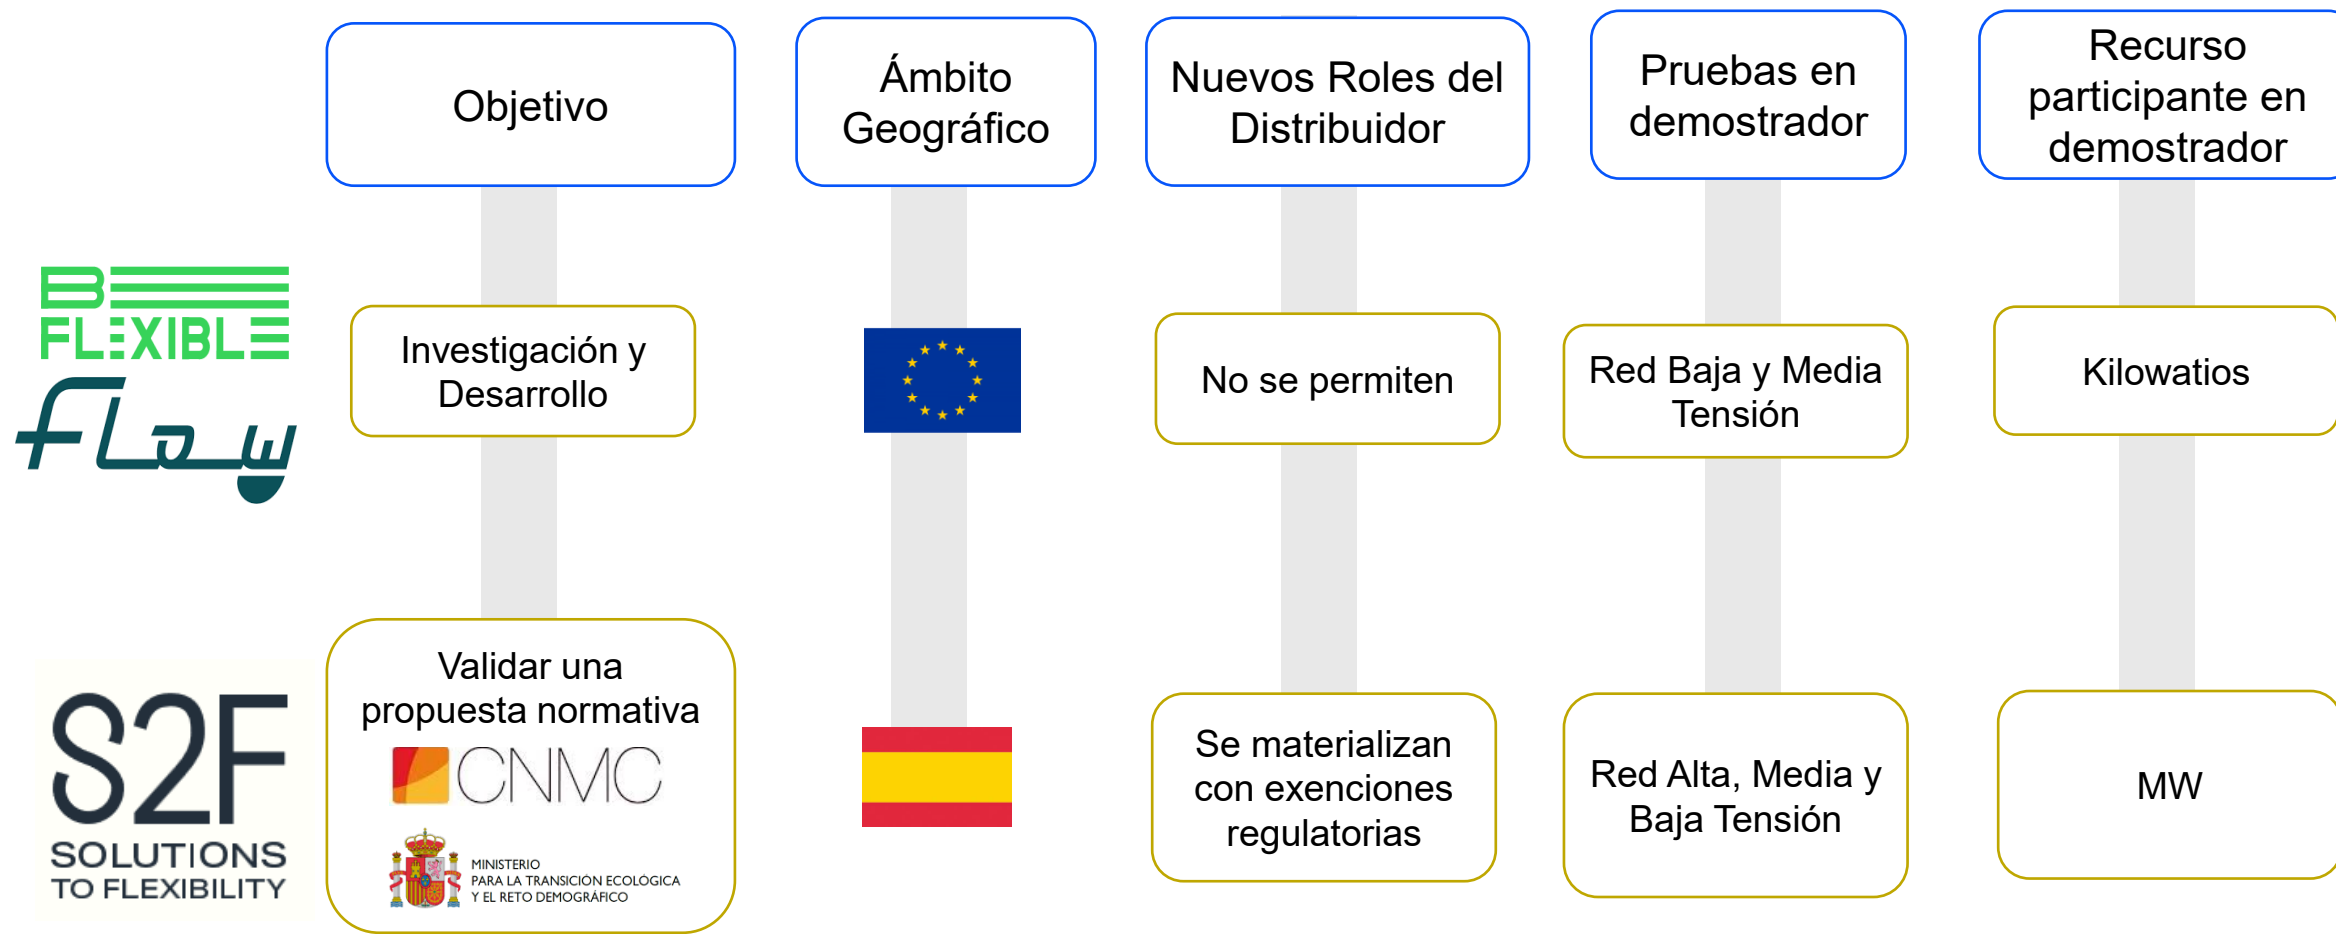 Objetivo
Ámbito
Geográfico
Nuevos Roles del
Distribuidor
Pruebas en
demostrador
Recurso
participante en
demostrador
B
FLEXIBLE
Flow
Investigación y
Desarrollo
No se permiten
Red Baja y Media
Tensión
Kilowatios
S2F
SOLUTIONS
TO FLEXIBILITY
Validar una
propuesta normativa
CNMC
MINISTERIO
PARA LA TRANSICIÓN ECOLÓGICA
Y EL RETO DEMOGRÁFICO
Se materializan
con exenciones
regulatorias
Red Alta, Media y
Baja Tensión
MW